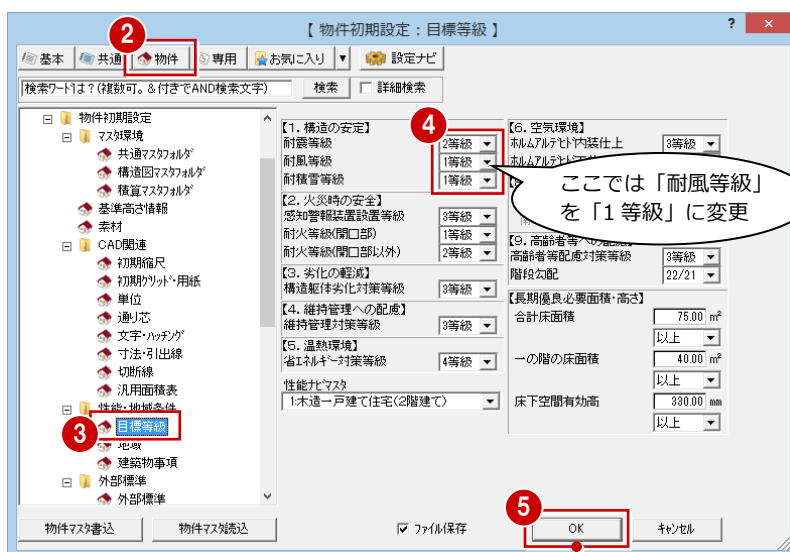 【 物件初期設定：目標等級 】
?
×
2
基本
共通
物件
専用
お気に入り
設定ナビ
検索ワードは？(複数可。＆付きでAND検索文字)
検索
詳細検索
物件初期設定
マスタ環境
共通マスタフォルダ
構造図マスタフォルダ
積算マスタフォルダ
基準高さ情報
素材
CAD関連
初期縮尺
初期グリッド・用紙
単位
通り芯
文字・ハッチング
寸法・引出線
切断線
汎用面積表
性能・地域条件
3
目標等級
地域
建築物事項
外部標準
外部標準
【1. 構造の安定】
4
耐震等級
2等級
耐風等級
1等級
耐積雪等級
1等級
【2. 火災時の安全】
感知警報装置設置等級
3等級
耐火等級(開口部)
1等級
耐火等級(開口部以外)
2等級
【3. 劣化の軽減】
構造躯体劣化対策等級
3等級
【4. 維持管理への配慮】
維持管理対策等級
3等級
【5. 温熱環境】
省エネルギー対策等級
4等級
性能ナビマスタ
1:木造一戸建て住宅(2階建て)
【6. 空気環境】
ホルムアルデヒド内装仕上
3等級
ここでは「耐風等級」
を「1 等級」に変更
【9. 高齢者等への配慮】
高齢者等配慮対策等級
3等級
階段勾配
22/21
【長期優良必要面積・高さ】
合計床面積
75.00 m²
以上
一の階の床面積
40.00 m²
以上
床下空間有効高
330.00 mm
以上
物件マスタ書込
物件マスタ読込
ファイル保存
5
OK
キャンセル